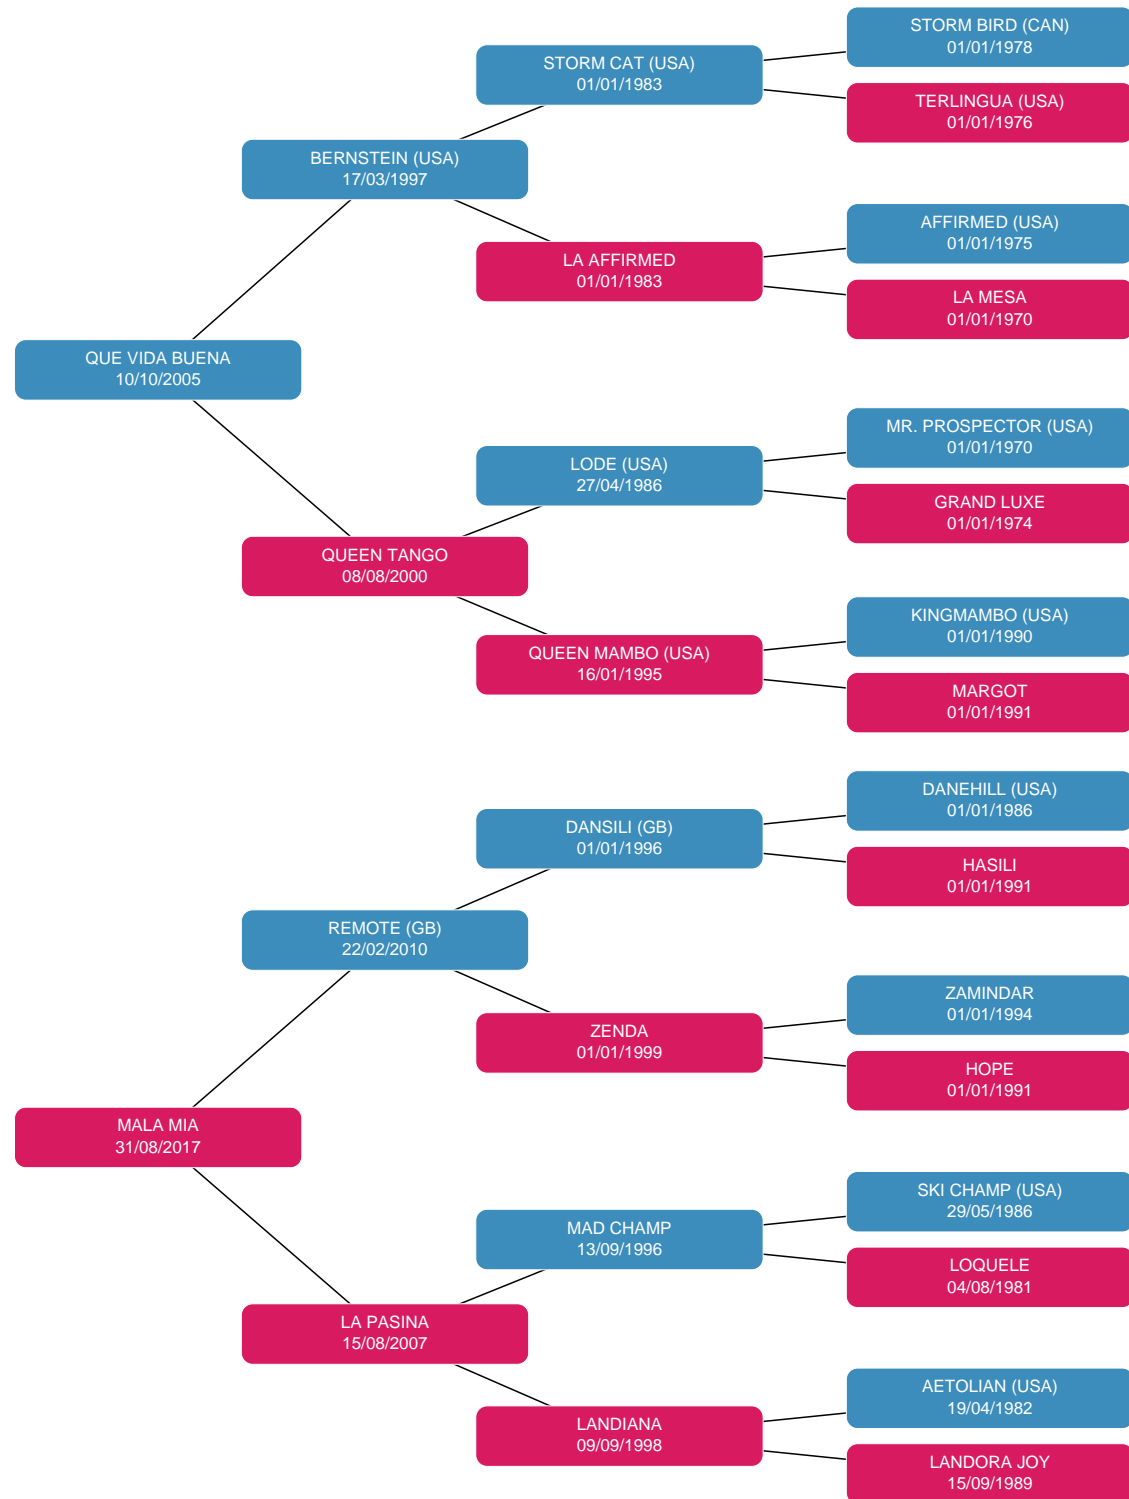 STORM BIRD (CAN)
01/01/1978
STORM CAT (USA)
01/01/1983
TERLINGUA (USA)
01/01/1976
BERNSTEIN (USA)
17/03/1997
AFFIRMED (USA)
01/01/1975
LA AFFIRMED
01/01/1983
LA MESA
01/01/1970
QUE VIDA BUENA
10/10/2005
MR. PROSPECTOR (USA)
01/01/1970
LODE (USA)
27/04/1986
GRAND LUXE
01/01/1974
QUEEN TANGO
08/08/2000
KINGMAMBO (USA)
01/01/1990
QUEEN MAMBO (USA)
16/01/1995
MARGOT
01/01/1991
DANEHILL (USA)
01/01/1986
DANSILI (GB)
01/01/1996
HASILI
01/01/1991
REMOTE (GB)
22/02/2010
ZAMINDAR
01/01/1994
ZENDA
01/01/1999
HOPE
01/01/1991
MALA MIA
31/08/2017
SKI CHAMP (USA)
29/05/1986
MAD CHAMP
13/09/1996
LOQUELE
04/08/1981
LA PASINA
15/08/2007
AETOLIAN (USA)
19/04/1982
LANDIANA
09/09/1998
LANDORA JOY
15/09/1989